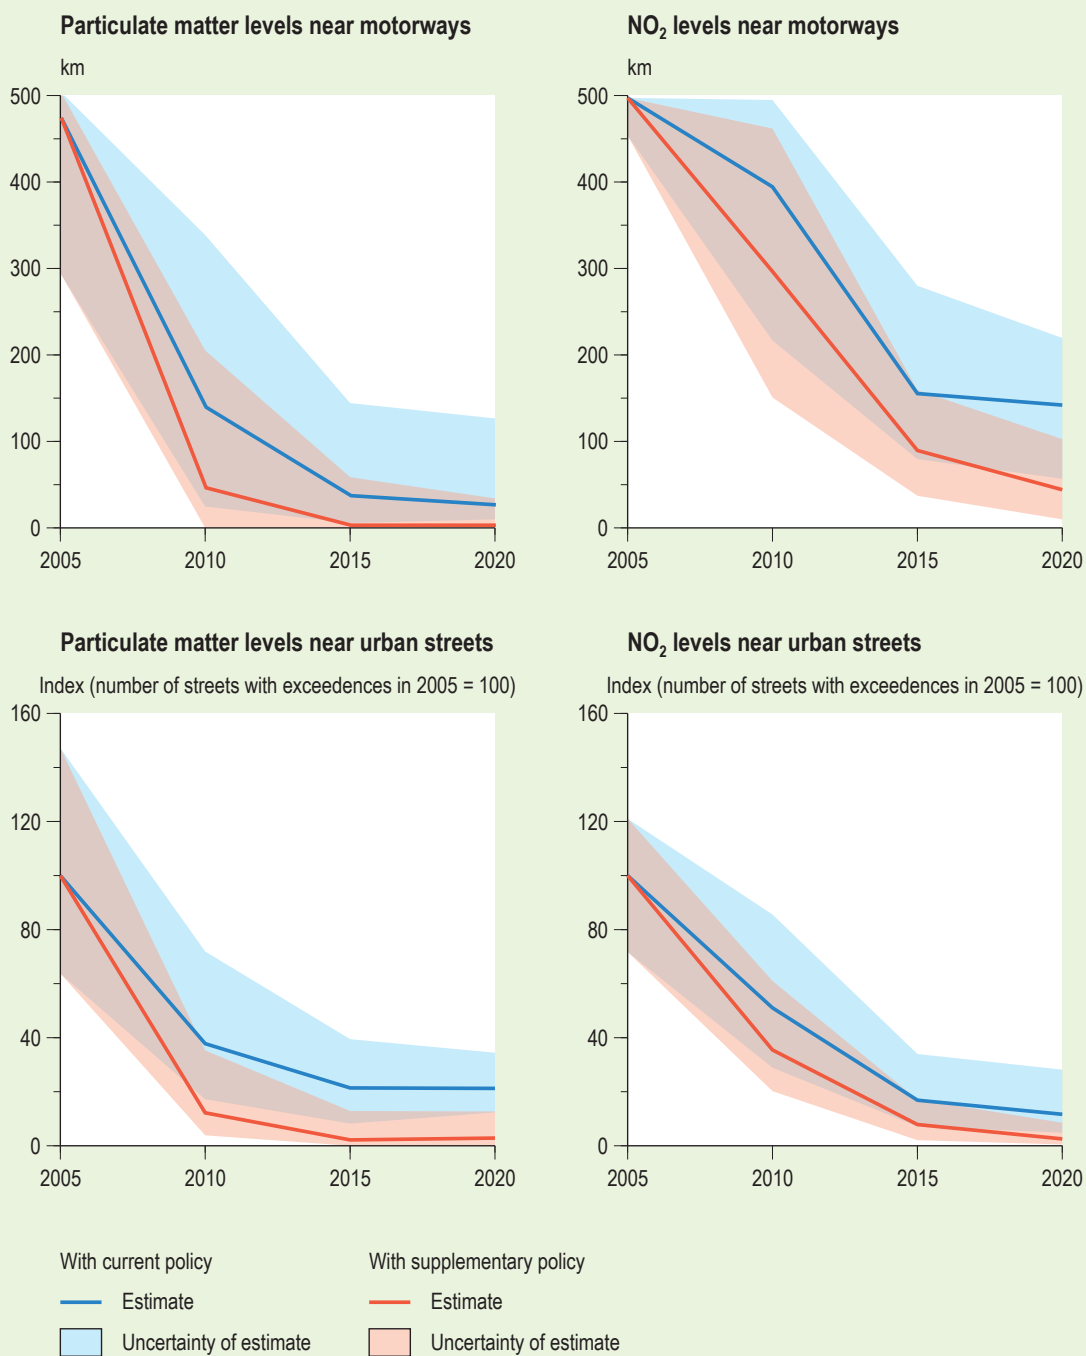 Particulate matter levels near motorways
km
500
400
300
200
100
0
2005 2010 2015 2020
NO₂ levels near motorways
km
500
400
300
200
100
0
2005 2010 2015 2020
Particulate matter levels near urban streets
Index (number of streets with exceedences in 2005 = 100)
160
120
80
40
0
2005 2010 2015 2020
NO₂ levels near urban streets
Index (number of streets with exceedences in 2005 = 100)
160
120
80
40
0
2005 2010 2015 2020
With current policy
Estimate
Uncertainty of estimate
With supplementary policy
Estimate
Uncertainty of estimate